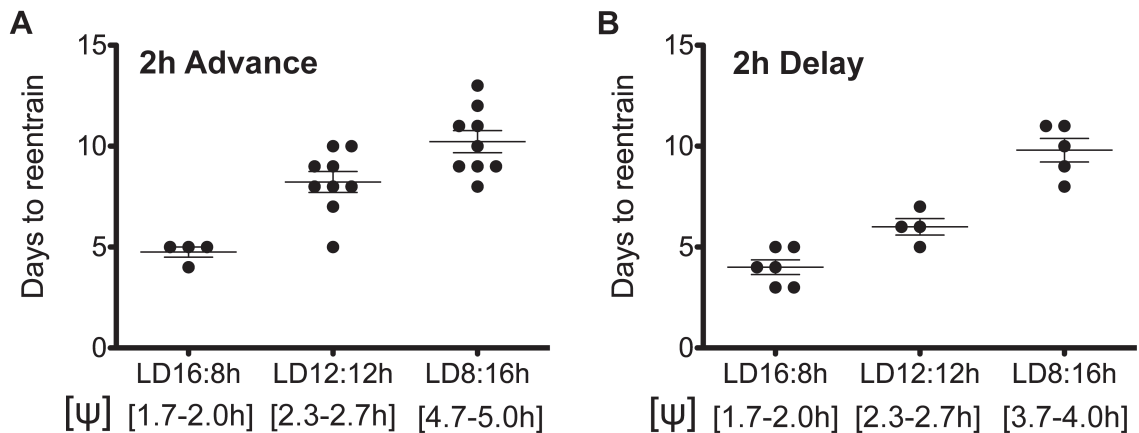 A
2h Advance
Days to reentrain
15
10
5
0
LD16:8h LD12:12h LD8:16h
[ψ] [1.7-2.0h] [2.3-2.7h] [4.7-5.0h]
B
2h Delay
Days to reentrain
15
10
5
0
LD16:8h LD12:12h LD8:16h
[ψ] [1.7-2.0h] [2.3-2.7h] [3.7-4.0h]